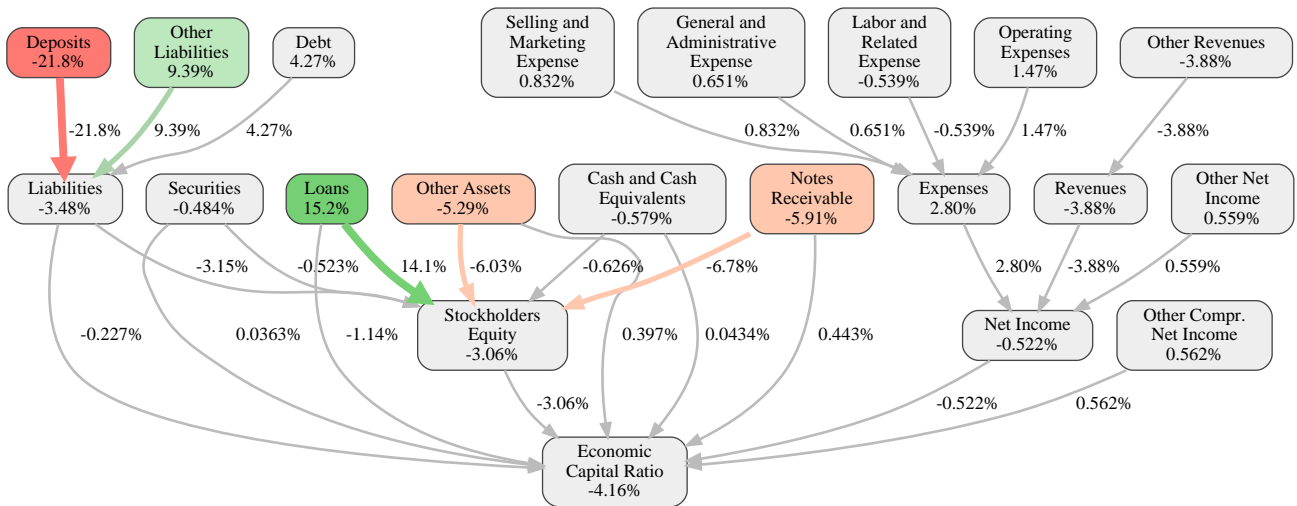 Deposits
-21.8%
Other
Liabilities
9.39%
Debt
4.27%
Selling and
Marketing
Expense
0.832%
General and
Administrative
Expense
0.651%
Labor and
Related
Expense
-0.539%
Operating
Expenses
1.47%
Other Revenues
-3.88%
-21.8%
9.39%
4.27%
0.832%
0.651%
-0.539%
1.47%
-3.88%
Liabilities
-3.48%
Securities
-0.484%
Loans
15.2%
Other Assets
-5.29%
Cash and Cash
Equivalents
-0.579%
Notes
Receivable
-5.91%
Expenses
2.80%
Revenues
-3.88%
Other Net
Income
0.559%
-3.15%
-0.523%
14.1%
-6.03%
-0.626%
-6.78%
2.80%
-3.88%
0.559%
Stockholders
Equity
-3.06%
Net Income
-0.522%
Other Compr.
Net Income
0.562%
-0.227%
0.0363%
-1.14%
0.397%
0.0434%
0.443%
-3.06%
-0.522%
0.562%
Economic
Capital Ratio
-4.16%